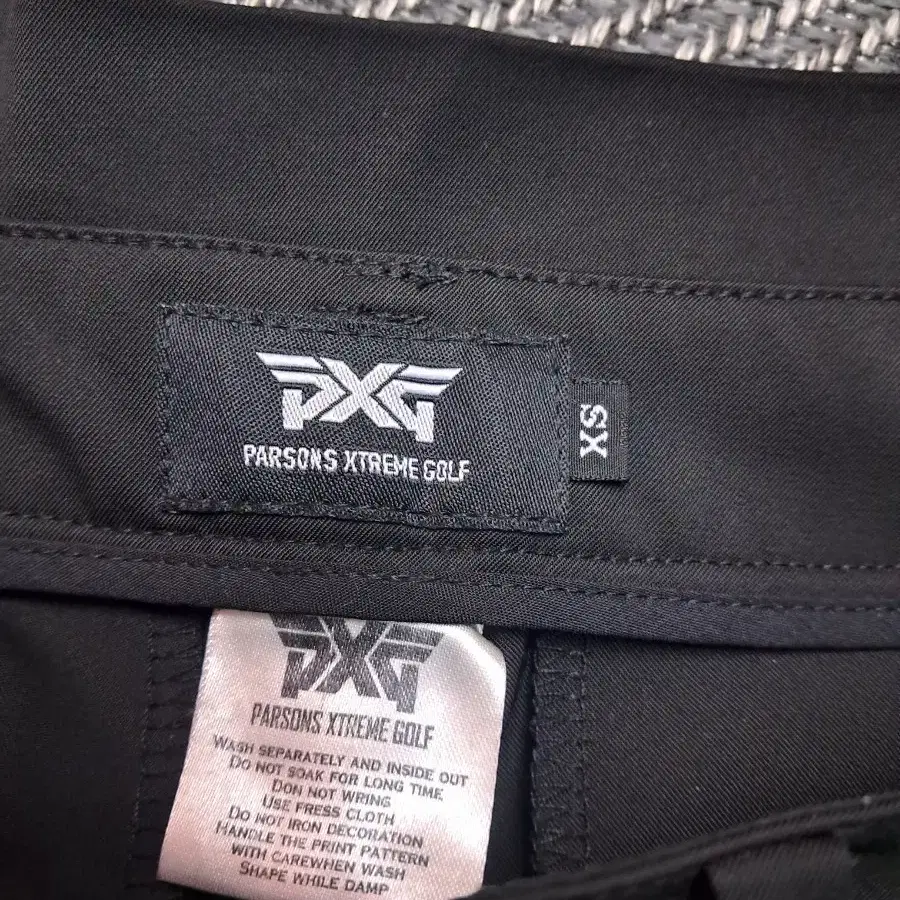 PXG
PARSONS XTREME GOLF
XS
PXG
PARSONS XTREME GOLF
WASH SEPARATELY AND INSIDE OUT
DO NOT SOAK FOR LONG TIME
DON NOT WRING
USE FRESS CLOTH
DO NOT IRON DECORATION
HANDLE THE PRINT PATTERN
WITH CAREWHEN WASH
SHAPE WHILE DAMP